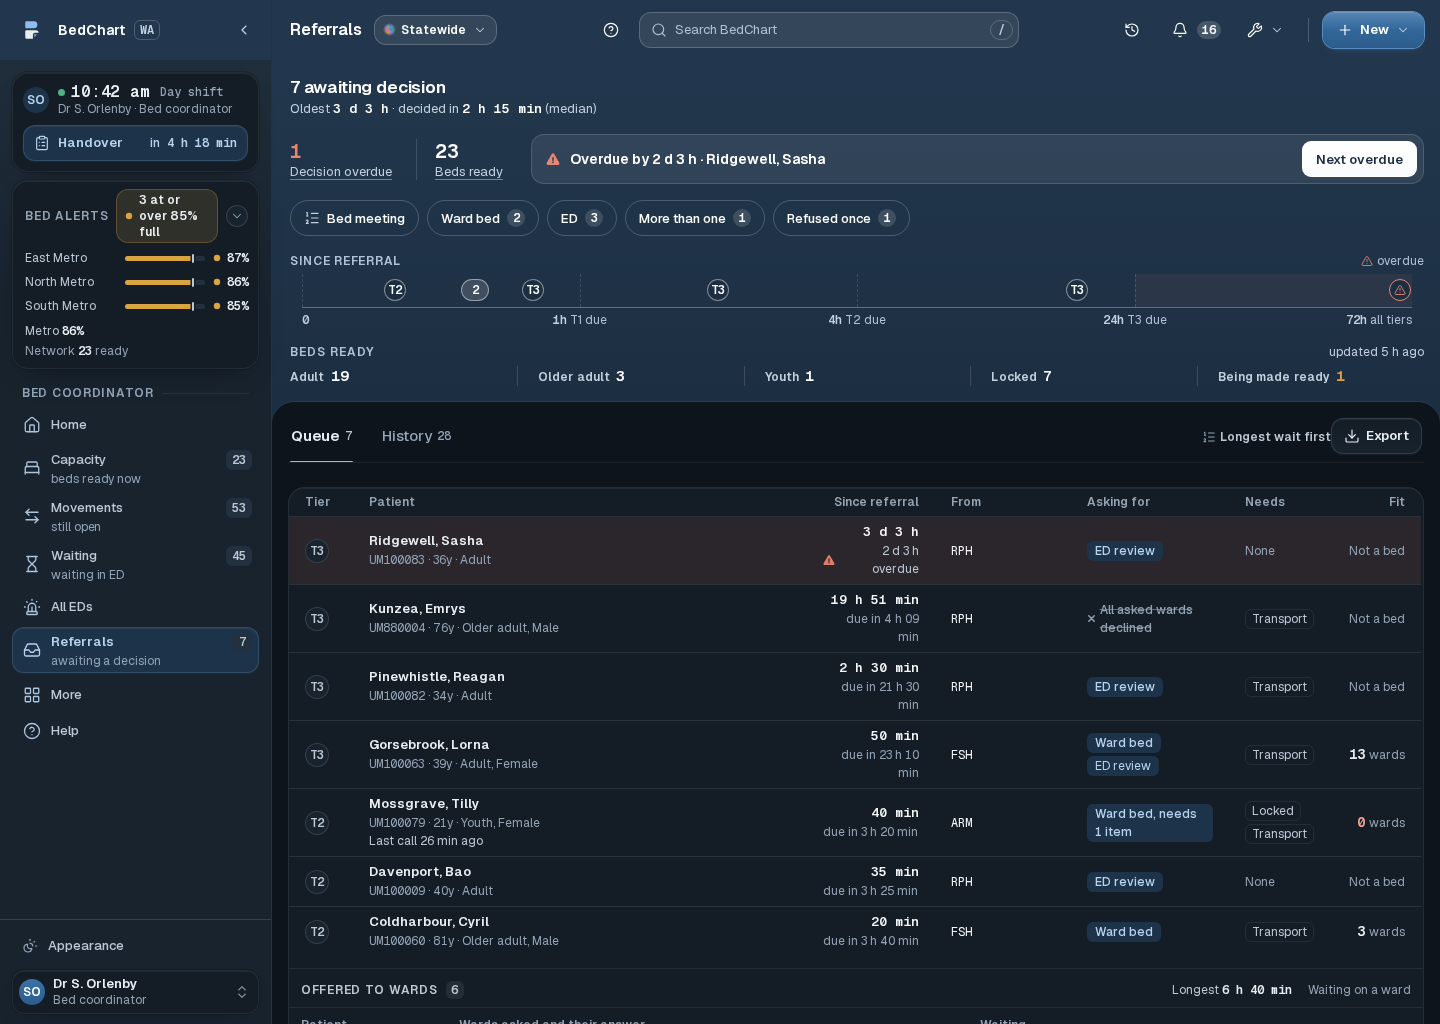 BedChart WA
SO
10:42 am Day shift
Dr S. Orlenby · Bed coordinator
Handover in 4 h 18 min
BED ALERTS
3 at or over 85% full
East Metro 87%
North Metro 86%
South Metro 85%
Metro 86%
Network 23 ready
BED COORDINATOR
Home
Capacity 23
beds ready now
Movements 53
still open
Waiting 45
waiting in ED
All EDs
Referrals 7
awaiting a decision
More
Help
Appearance
SO
Dr S. Orlenby
Bed coordinator
Referrals
Statewide
Search BedChart /
16
New
7 awaiting decision
Oldest 3 d 3 h · decided in 2 h 15 min (median)
1
Decision overdue
23
Beds ready
Overdue by 2 d 3 h · Ridgewell, Sasha
Next overdue
Bed meeting
Ward bed 2
ED 3
More than one 1
Refused once 1
SINCE REFERRAL
overdue
T2 2 T3 T3 T3
0 1h T1 due 4h T2 due 24h T3 due 72h all tiers
BEDS READY
updated 5 h ago
Adult 19
Older adult 3
Youth 1
Locked 7
Being made ready 1
Queue 7
History 28
Longest wait first
Export
Tier Patient Since referral From Asking for Needs Fit
T3 Ridgewell, Sasha 3 d 3 h RPH ED review None Not a bed
UM100083 · 36y · Adult 2 d 3 h overdue
T3 Kunzea, Emrys 19 h 51 min RPH × All asked wards declined Transport Not a bed
UM880004 · 76y · Older adult, Male due in 4 h 09 min
T3 Pinewhistle, Reagan 2 h 30 min RPH ED review Transport Not a bed
UM100082 · 34y · Adult due in 21 h 30 min
T3 Gorsebrook, Lorna 50 min FSH Ward bed ED review Transport 13 wards
UM100063 · 39y · Adult, Female due in 23 h 10 min
T2 Mossgrave, Tilly 40 min ARM Ward bed, needs 1 item Locked Transport 0 wards
UM100079 · 21y · Youth, Female due in 3 h 20 min
Last call 26 min ago
T2 Davenport, Bao 35 min RPH ED review None Not a bed
UM100009 · 40y · Adult due in 3 h 25 min
T2 Coldharbour, Cyril 20 min FSH Ward bed Transport 3 wards
UM100060 · 81y · Older adult, Male due in 3 h 40 min
OFFERED TO WARDS 6
Longest 6 h 40 min Waiting on a ward
Patient Wards asked and their answer Waiting